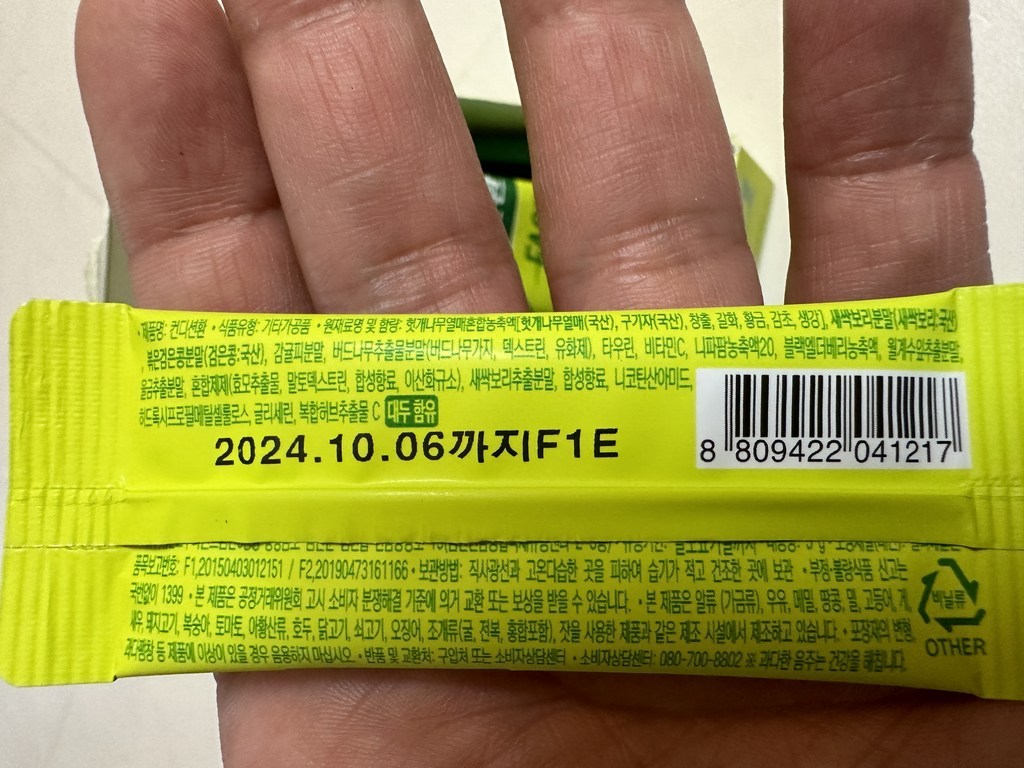 •제품명: 컨디션환 •식품유형: 기타가공품 •원재료명 및 함량: 헛개나무열매혼합농축액[헛개나무열매(국산), 구기자(국산), 창출, 갈화, 황금, 감초, 생강], 새싹보리분말(새싹보리:국산)
, 볶은검은콩분말(검은콩:국산), 감귤피분말, 버드나무추출물분말(버드나무가지, 덱스트린, 유화제), 타우린, 비타민C, 니파팜농축액20, 블랙엘더베리농축액, 월계수잎추출분말,
울금추출분말, 혼합제제(효모추출물, 말토덱스트린, 합성향료, 이산화규소), 새싹보리추출분말, 합성향료, 니코틴산아미드,
히드록시프로필메틸셀룰로스, 글리세린, 복합허브추출물 C 대두 함유
2024.10.06까지F1E
8 809422 041217
품목보고번호: F1,20150403012151 / F2,20190473161166 •보관방법: 직사광선과 고온다습한 곳을 피하여 습기가 적고 건조한 곳에 보관 •부정·불량식품 신고는
국번없이 1399 •본 제품은 공정거래위원회 고시 소비자 분쟁해결 기준에 의거 교환 또는 보상을 받을 수 있습니다. •본 제품은 알류 (가금류), 우유, 메밀, 땅콩, 밀, 고등어, 게,
새우, 돼지고기, 복숭아, 토마토, 아황산류, 호두, 닭고기, 쇠고기, 오징어, 조개류(굴, 전복, 홍합포함), 잣을 사용한 제품과 같은 제조 시설에서 제조하고 있습니다. •포장재의 변형,
과다팽창 등 제품에 이상이 있을 경우 음용하지 마십시오 •반품 및 교환처: 구입처 또는 소비자상담센터 •소비자상담센터: 080-700-8802 ※ 과다한 음주는 건강을 해칩니다.
비닐류
OTHER